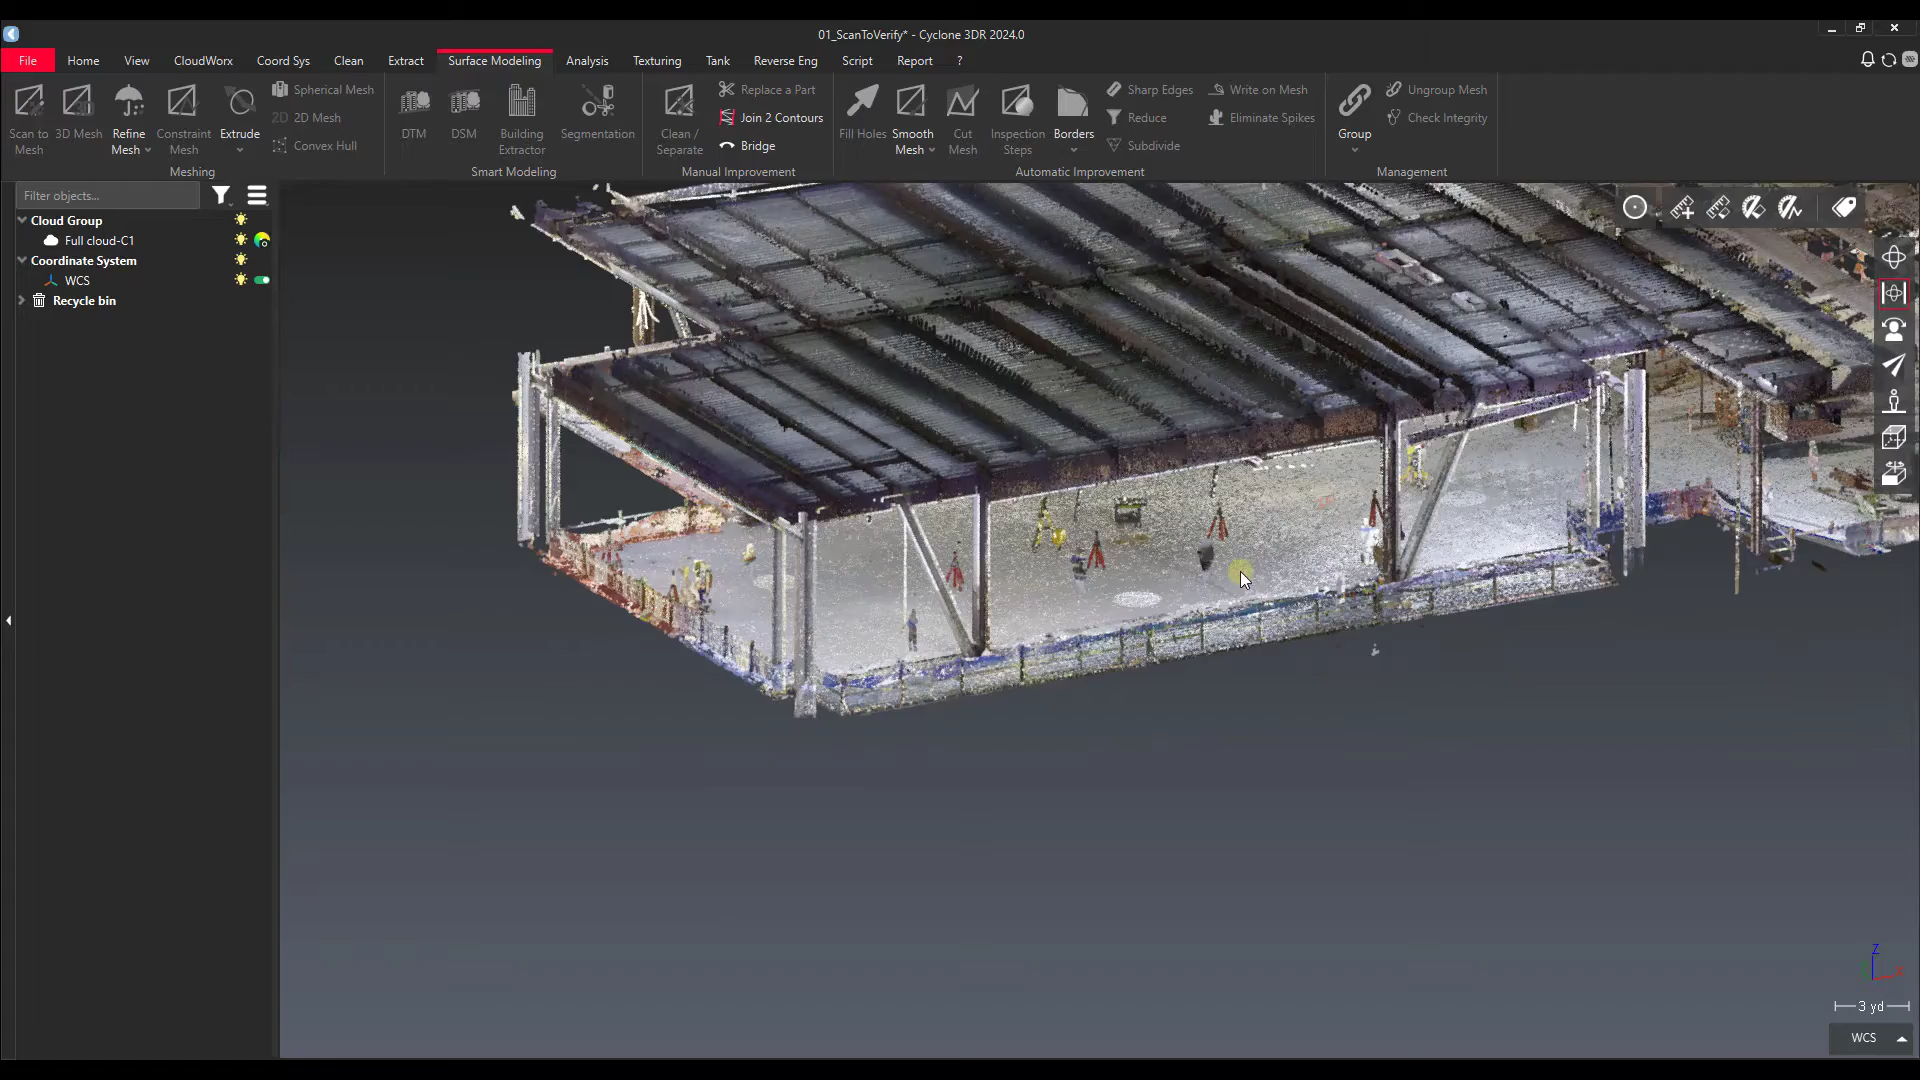 01_ScanToVerify* - Cyclone 3DR 2024.0
File Home View CloudWorx Coord Sys Clean Extract Surface Modeling Analysis Texturing Tank Reverse Eng Script Report ?
Scan to Mesh
3D Mesh
Refine Mesh
Constraint Mesh
Extrude
Spherical Mesh
2D 2D Mesh
Convex Hull
Meshing
DTM
DSM
Building Extractor
Segmentation
Smart Modeling
Clean / Separate
Replace a Part
Join 2 Contours
Bridge
Manual Improvement
Fill Holes
Smooth Mesh
Cut Mesh
Inspection Steps
Borders
Sharp Edges
Reduce
Subdivide
Write on Mesh
Eliminate Spikes
Automatic Improvement
Group
Ungroup Mesh
Check Integrity
Management
Filter objects...
Cloud Group
Full cloud-C1
Coordinate System
WCS
Recycle bin
Z
3 yd
WCS